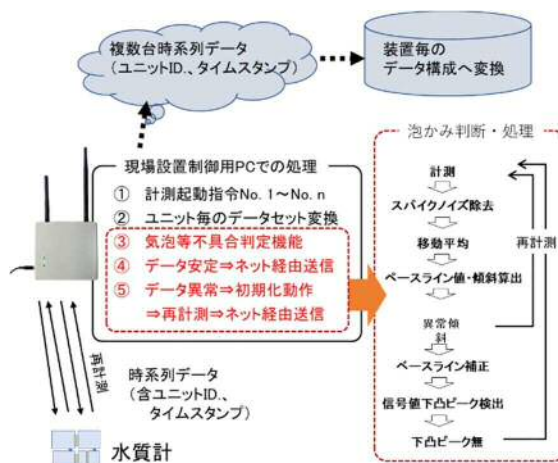 複数台時系列データ
（ユニットID.、タイムスタンプ）
装置毎の
データ構成へ変換
現場設置制御用PCでの処理
① 計測起動指令No. 1～No. n
② ユニット毎のデータセット変換
③ 気泡等不具合判定機能
④ データ安定⇒ネット経由送信
⑤ データ異常⇒初期化動作
⇒再計測⇒ネット経由送信
再計測
時系列データ
（含ユニットID.、
タイムスタンプ）
水質計
泡かみ判断・処理
計測
スパイクノイズ除去
移動平均
ベースライン値・傾斜算出
異常傾
斜
ベースライン補正
信号値下凸ピーク検出
下凸ピーク無
再計測